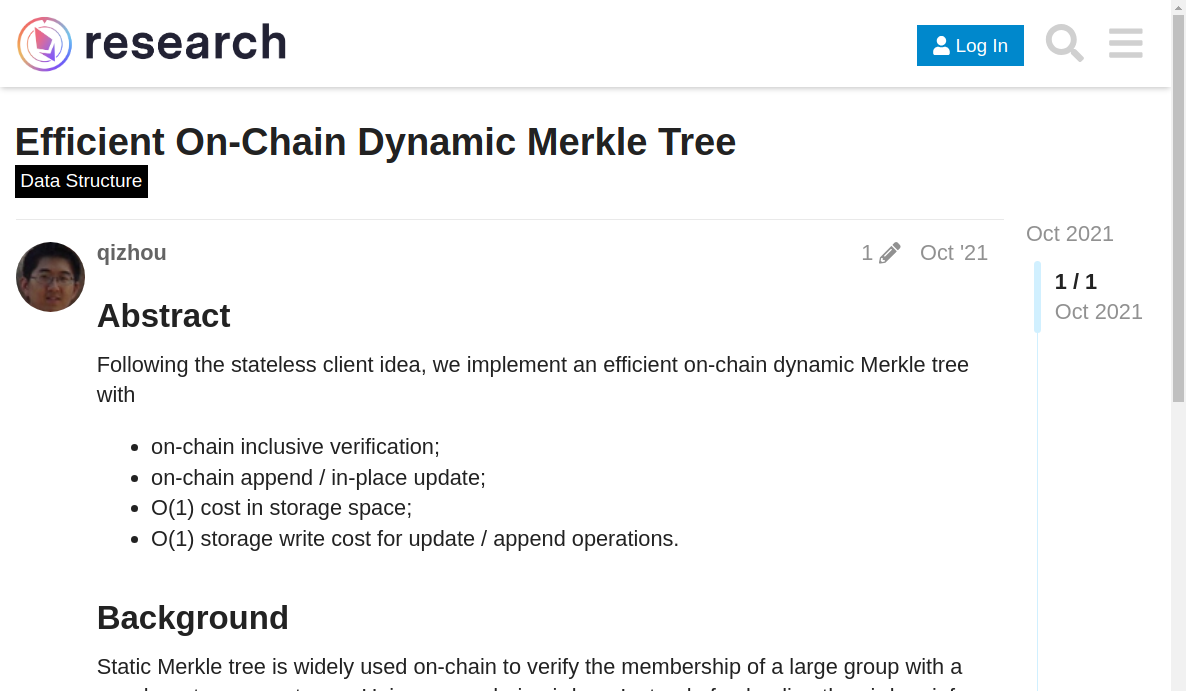 research
Log In
Efficient On-Chain Dynamic Merkle Tree
Data Structure
qizhou
1
Oct '21
Oct 2021
1 / 1
Oct 2021
Abstract
Following the stateless client idea, we implement an efficient on-chain dynamic Merkle tree
with
• on-chain inclusive verification;
• on-chain append / in-place update;
• O(1) cost in storage space;
• O(1) storage write cost for update / append operations.
Background
Static Merkle tree is widely used on-chain to verify the membership of a large group with a